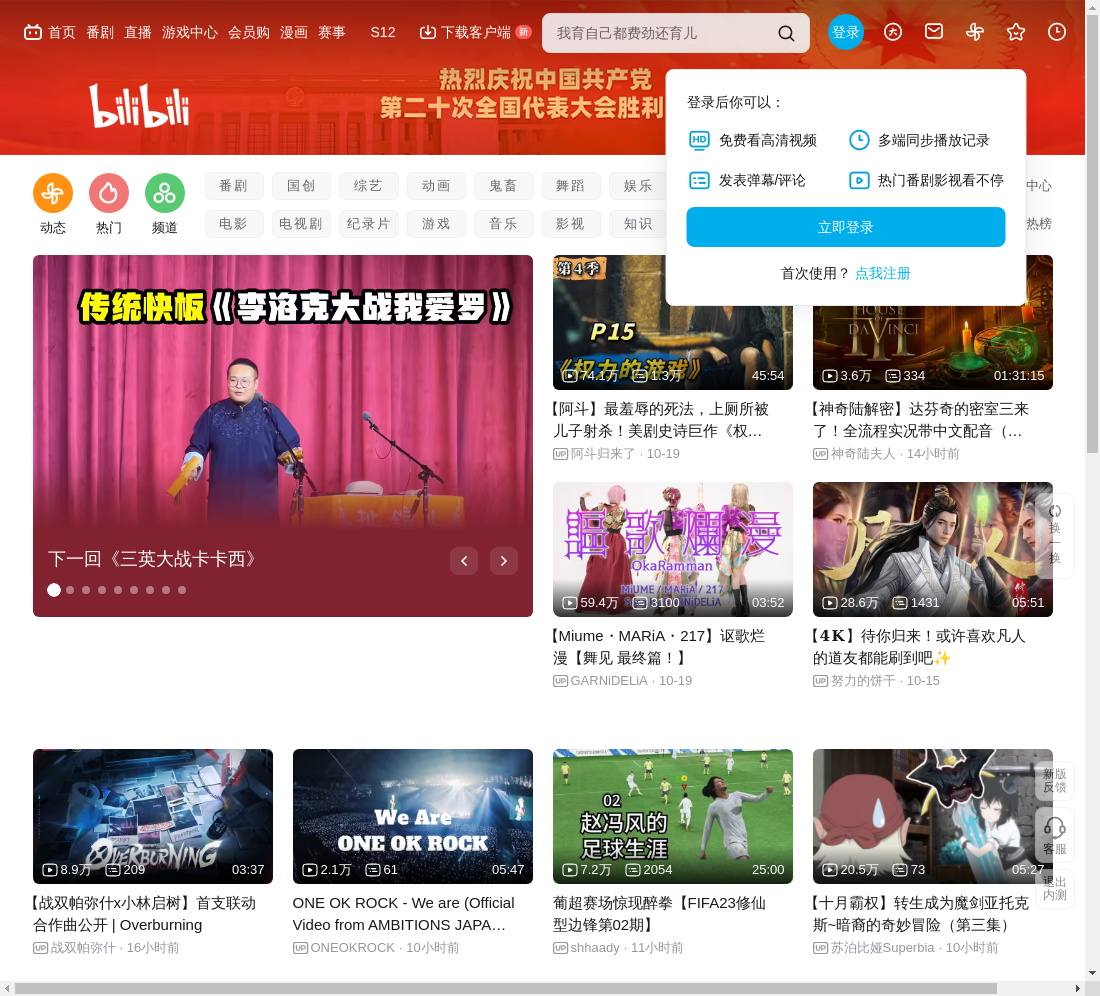 首页 番剧 直播 游戏中心 会员购 漫画 赛事 S12 下载客户端 新
我育自己都费劲还育儿
登录
热烈庆祝中国共产党
第二十次全国代表大会胜利
bilibili
登录后你可以：
免费看高清视频
多端同步播放记录
发表弹幕/评论
热门番剧影视看不停
立即登录
首次使用？ 点我注册
动态 热门 频道
番剧 国创 综艺 动画 鬼畜 舞蹈 娱乐 中心
电影 电视剧 纪录片 游戏 音乐 影视 知识 热榜
传统快板《李洛克大战我爱罗》
下一回《三英大战卡卡西》
第4季
P15
《权力的游戏》
74.1万 1.3万 45:54
【阿斗】最羞辱的死法，上厕所被
儿子射杀！美剧史诗巨作《权…
UP 阿斗归来了 · 10-19
HOUSE
DA VINCI
3.6万 334 01:31:15
【神奇陆解密】达芬奇的密室三来
了！全流程实况带中文配音（…
UP 神奇陆夫人 · 14小时前
謳歌爛漫
OkaRamman
MiUME / MARiA / 217
59.4万 3100 03:52
【Miume・MARiA・217】讴歌烂
漫【舞见 最终篇！】
UP GARNiDELiA · 10-19
28.6万 1431 05:51
【𝟒𝐊】待你归来！或许喜欢凡人
的道友都能刷到吧✨
UP 努力的饼干 · 10-15
换
一
换
OVERBURNING
8.9万 209 03:37
【战双帕弥什x小林启树】首支联动
合作曲公开 | Overburning
UP 战双帕弥什 · 16小时前
We Are
ONE OK ROCK
2.1万 61 05:47
ONE OK ROCK - We are (Official
Video from AMBITIONS JAPA…
UP ONEOKROCK · 10小时前
02
赵冯风的
足球生涯
7.2万 2054 25:00
葡超赛场惊现醉拳【FIFA23修仙
型边锋第02期】
UP shhaady · 11小时前
20.5万 73 05:27
【十月霸权】转生成为魔剑亚托克
斯~暗裔的奇妙冒险（第三集）
UP 苏泊比娅Superbia · 10小时前
新版
反馈
客服
退出
内测